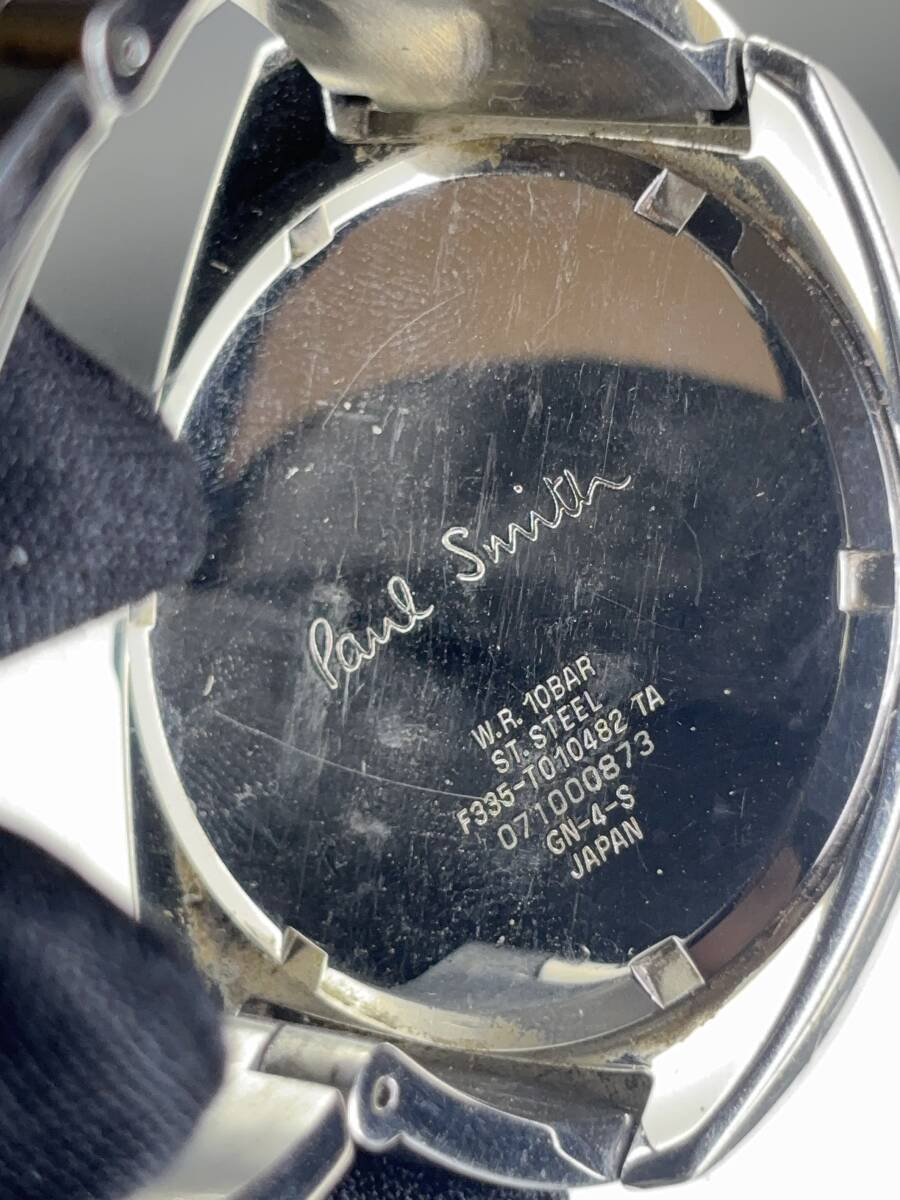 Paul Smith
W.R. 10BAR
ST. STEEL
F335-T010482 TA
071000873
GN-4-S
JAPAN